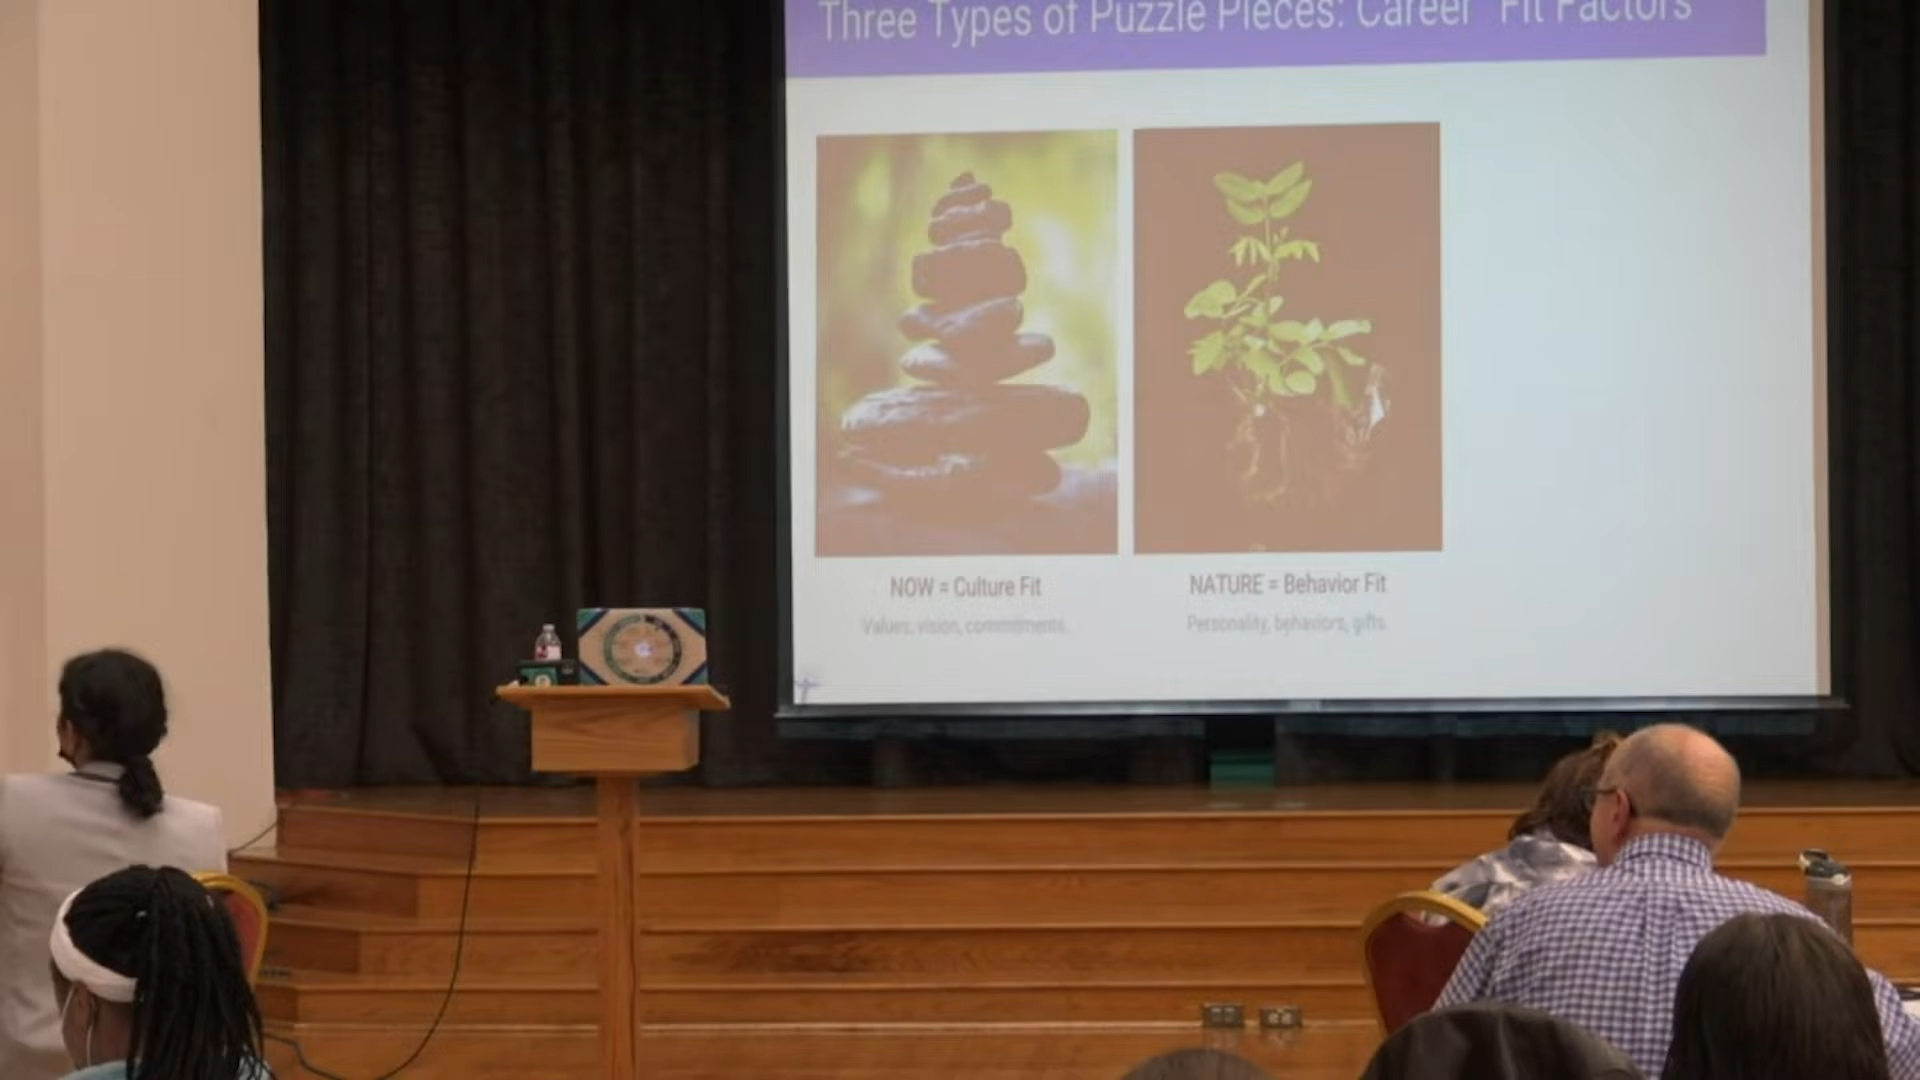 Three Types of Puzzle Pieces: Career "Fit Factors"
NOW = Culture Fit
Values, vision, commitments.
NATURE = Behavior Fit
Personality, behaviors, gifts.